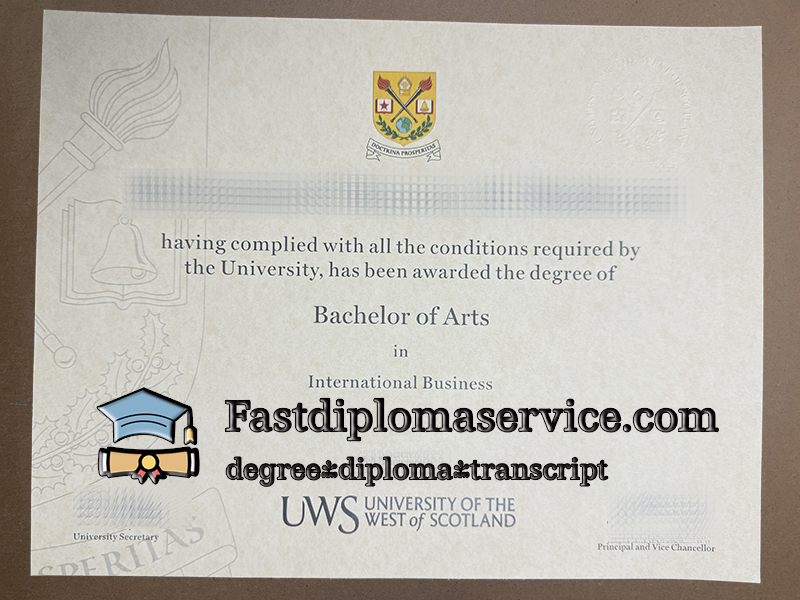 DOCTRINA PROSPERITAS
having complied with all the conditions required by
the University, has been awarded the degree of
Bachelor of Arts
in
International Business
Fastdiplomaservice.com
degree*diploma*transcript
UWS UNIVERSITY OF THE
WEST of SCOTLAND
University Secretary
Principal and Vice Chancellor
SPERITAS